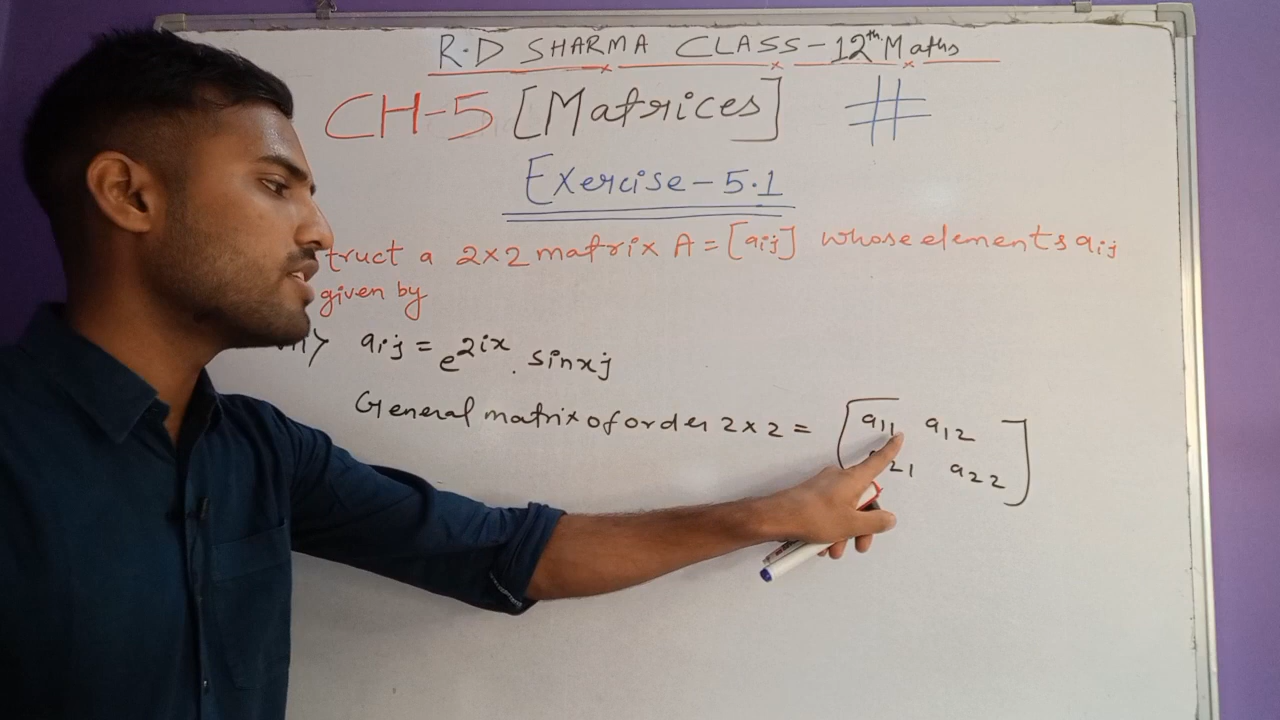 R.D SHARMA CLASS-12th Maths
CH-5 [Matrices] #
Exercise-5.1
truct a 2×2 matrix A = [aij] whose elements aij
given by
aij = e^2ix . sinxj
General matrix of order 2×2 = [a11 a12
a21 a22]